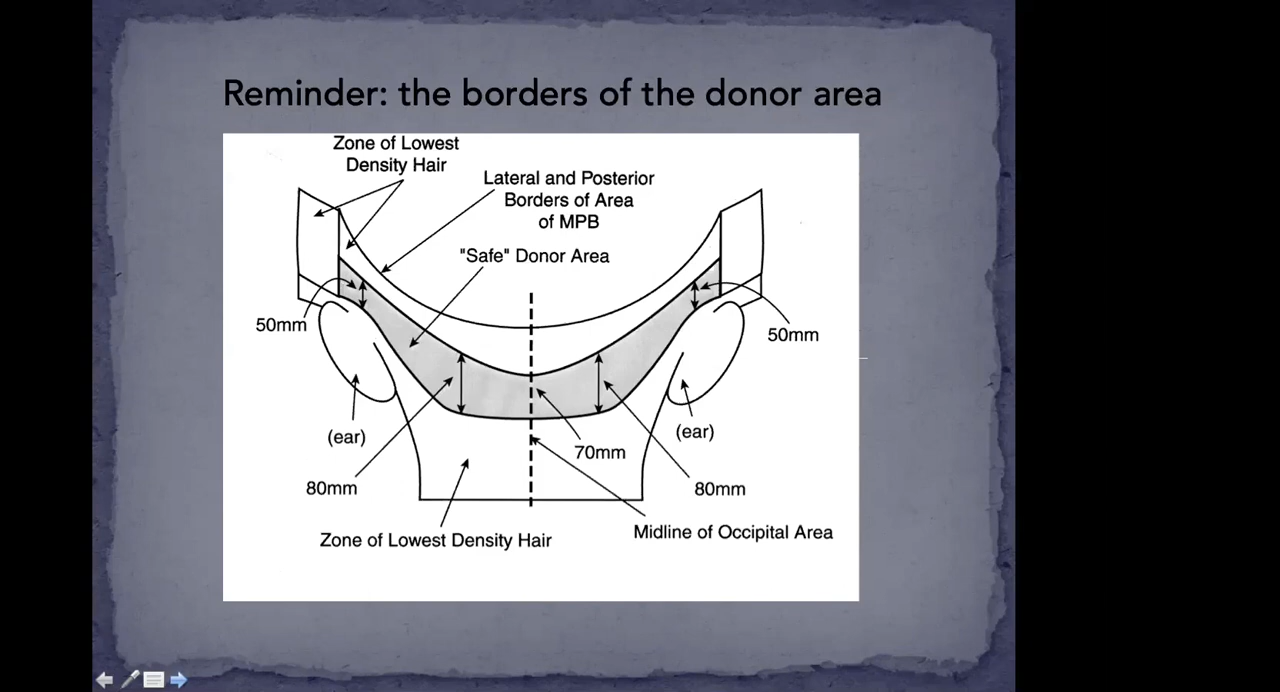 Reminder: the borders of the donor area
Zone of Lowest
Density Hair
Lateral and Posterior
Borders of Area
of MPB
"Safe" Donor Area
50mm
50mm
(ear)
(ear)
70mm
80mm
80mm
Midline of Occipital Area
Zone of Lowest Density Hair